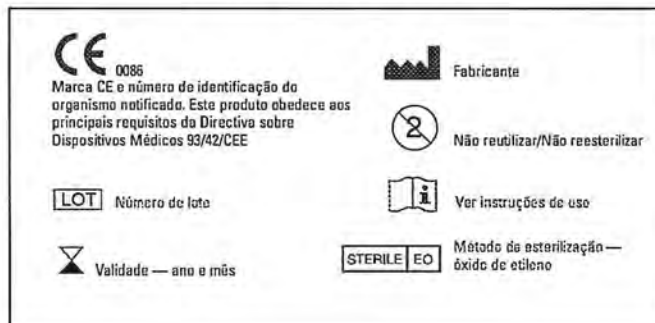 CE 0086
Marca CE e número de identificação do
organismo notificado. Este produto obedece aos
principais requisitos da Directiva sobre
Dispositivos Médicos 93/42/CEE
LOT Número de lote
Validade — ano e mês
Fabricante
2 Não reutilizar/Não reesterilizar
i Ver instruções de uso
STERILE EO Método de esterilização —
óxido de etileno